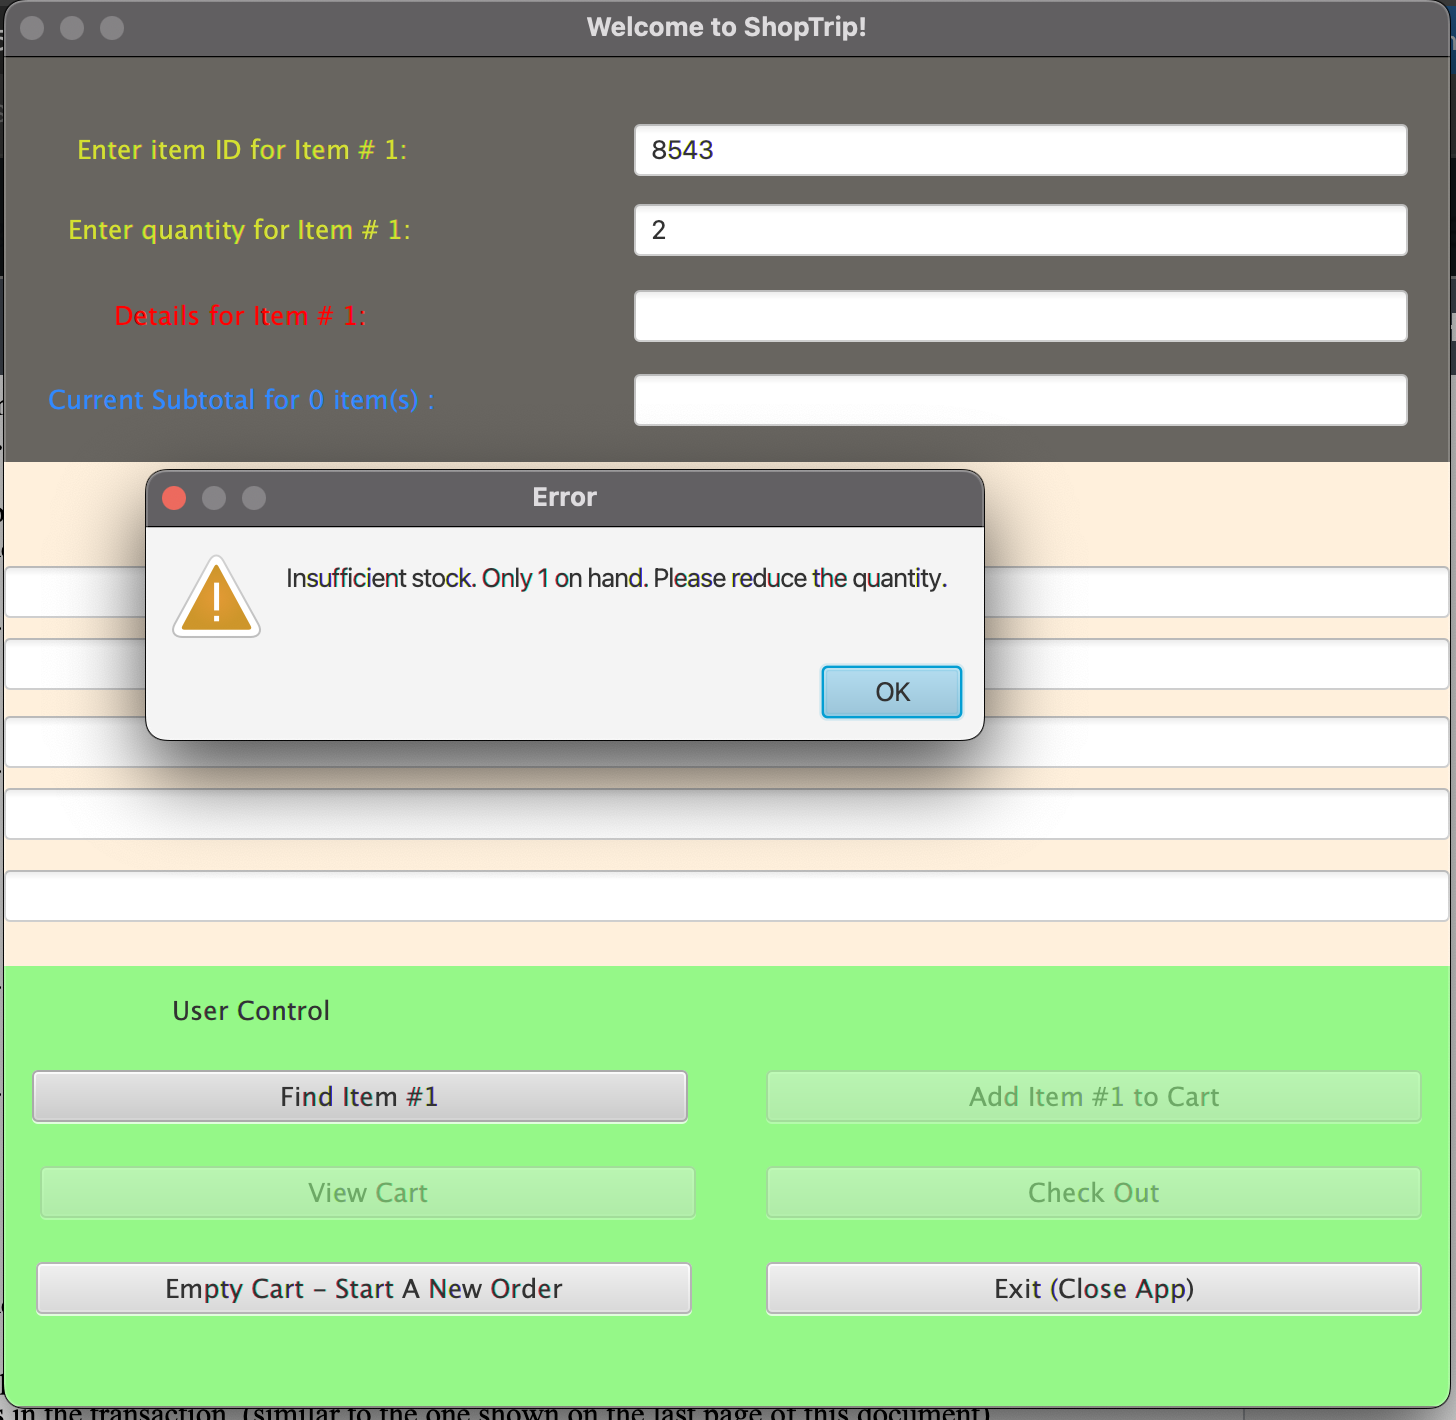 Welcome to ShopTrip!
Enter item ID for Item # 1:
8543
Enter quantity for Item # 1:
2
Details for Item # 1:
Current Subtotal for 0 item(s) :
Error
Insufficient stock. Only 1 on hand. Please reduce the quantity.
OK
User Control
Find Item #1
Add Item #1 to Cart
View Cart
Check Out
Empty Cart – Start A New Order
Exit (Close App)
in the transaction (similar to the one shown on the last page of this document)